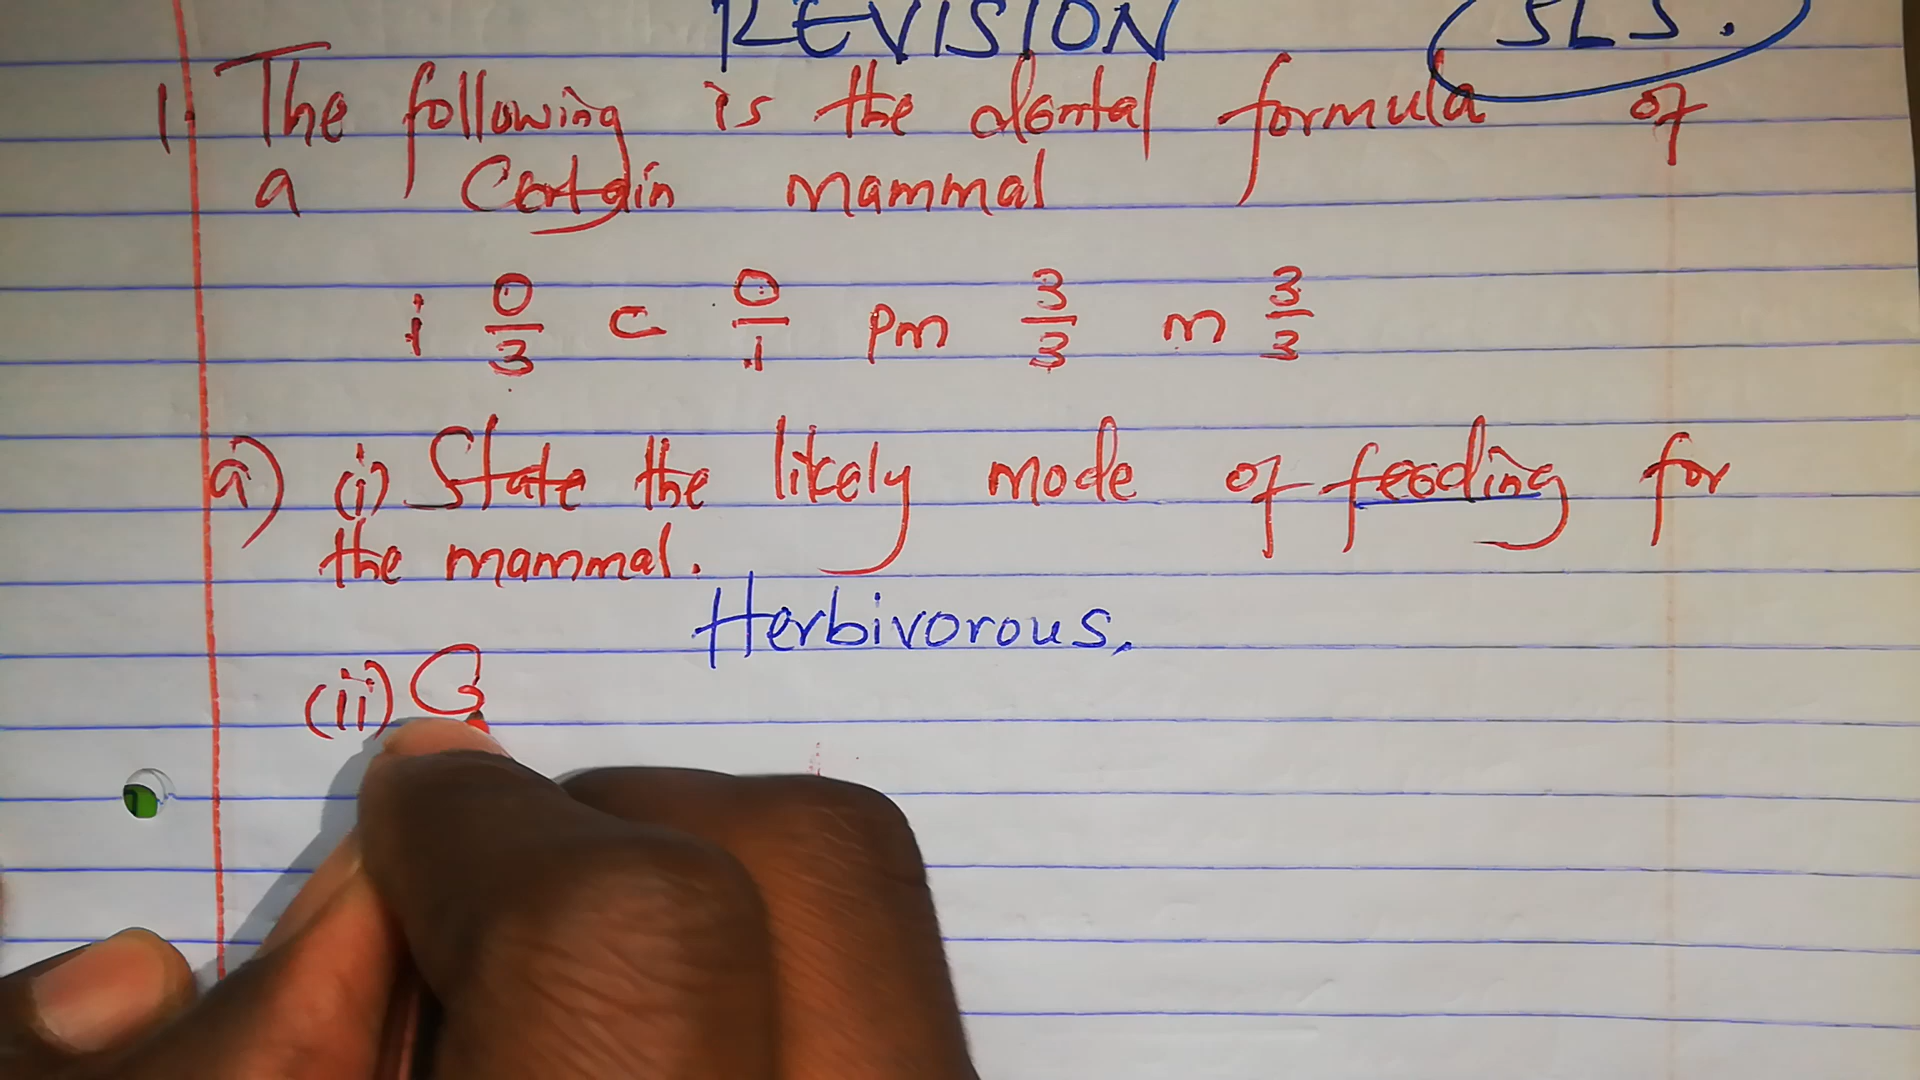 REVISION
SLS.
1. The following is the dental formula of
a Certain mammal
i 0/3 c 0/1 pm 3/3 m 3/3
a) (i) State the likely mode of feeding for
the mammal.
Herbivorous.
(ii) G